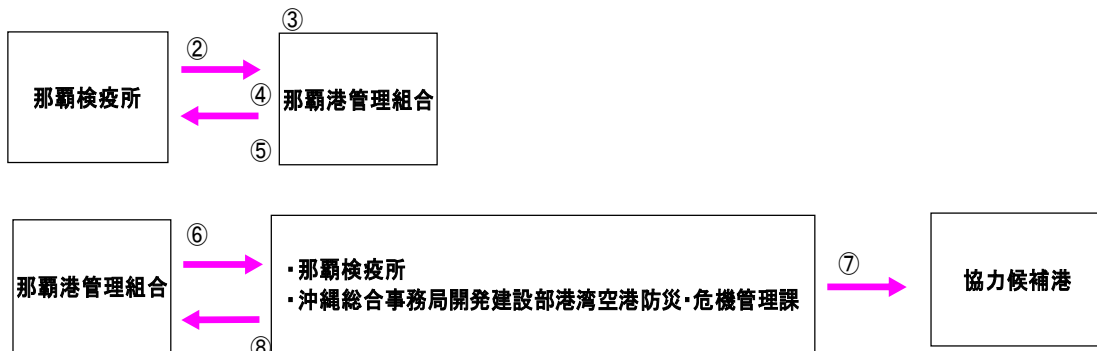 ③
②
那覇検疫所
④
那覇港管理組合
⑤
⑥
那覇港管理組合
・那覇検疫所
・沖縄総合事務局開発建設部港湾空港防災・危機管理課
⑦
協力候補港
⑧